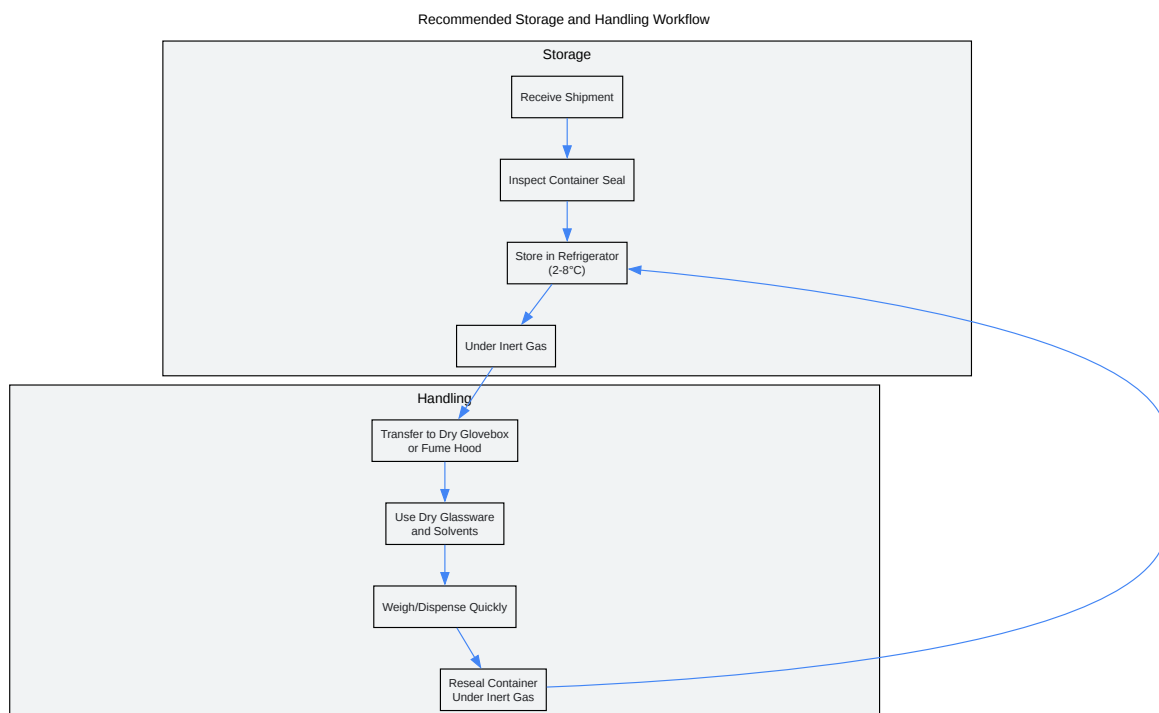 Recommended Storage and Handling Workflow
Storage
Receive Shipment
Inspect Container Seal
Store in Refrigerator
(2-8°C)
Under Inert Gas
Handling
Transfer to Dry Glovebox
or Fume Hood
Use Dry Glassware
and Solvents
Weigh/Dispense Quickly
Reseal Container
Under Inert Gas